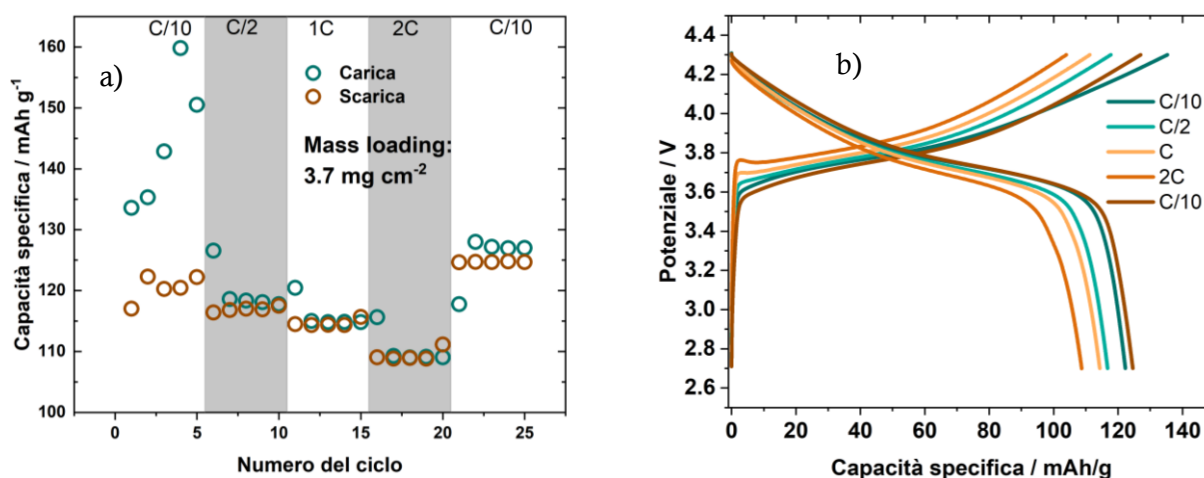 C/10 C/2 1C 2C C/10
a)
Carica
Scarica
Mass loading:
3.7 mg cm⁻²
160
150
140
130
120
110
100
Capacità specifica / mAh g⁻¹
0 5 10 15 20 25
Numero del ciclo
b)
C/10
C/2
C
2C
C/10
4.4
4.2
4.0
3.8
3.6
3.4
3.2
3.0
2.8
2.6
Potenziale / V
0 20 40 60 80 100 120 140
Capacità specifica / mAh/g